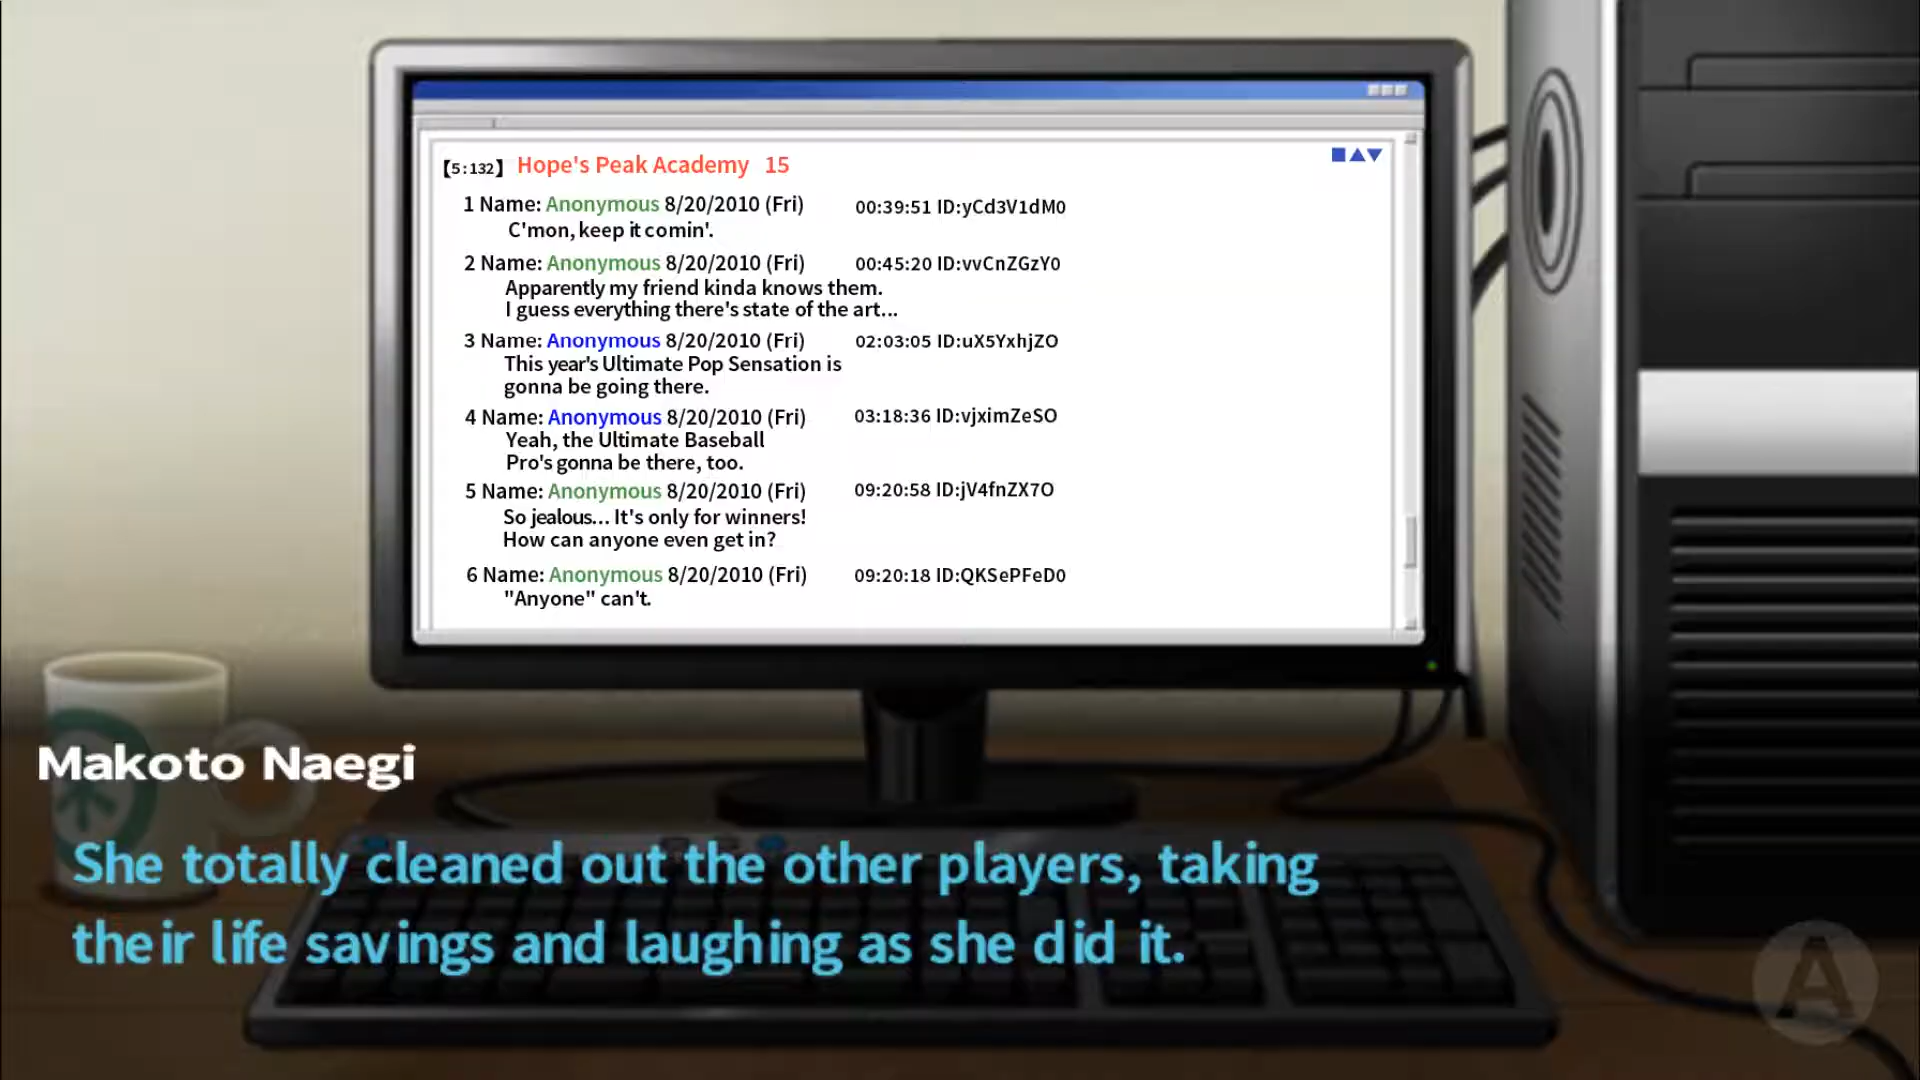 【5:132】 Hope's Peak Academy 15
1 Name: Anonymous 8/20/2010 (Fri) 00:39:51 ID:yCd3V1dM0
C'mon, keep it comin'.
2 Name: Anonymous 8/20/2010 (Fri) 00:45:20 ID:vvCnZGzY0
Apparently my friend kinda knows them.
I guess everything there's state of the art...
3 Name: Anonymous 8/20/2010 (Fri) 02:03:05 ID:uX5YxhjZO
This year's Ultimate Pop Sensation is
gonna be going there.
4 Name: Anonymous 8/20/2010 (Fri) 03:18:36 ID:vjximZeSO
Yeah, the Ultimate Baseball
Pro's gonna be there, too.
5 Name: Anonymous 8/20/2010 (Fri) 09:20:58 ID:jV4fnZX7O
So jealous... It's only for winners!
How can anyone even get in?
6 Name: Anonymous 8/20/2010 (Fri) 09:20:18 ID:QKSePFeD0
"Anyone" can't.
Makoto Naegi
She totally cleaned out the other players, taking
their life savings and laughing as she did it.
A